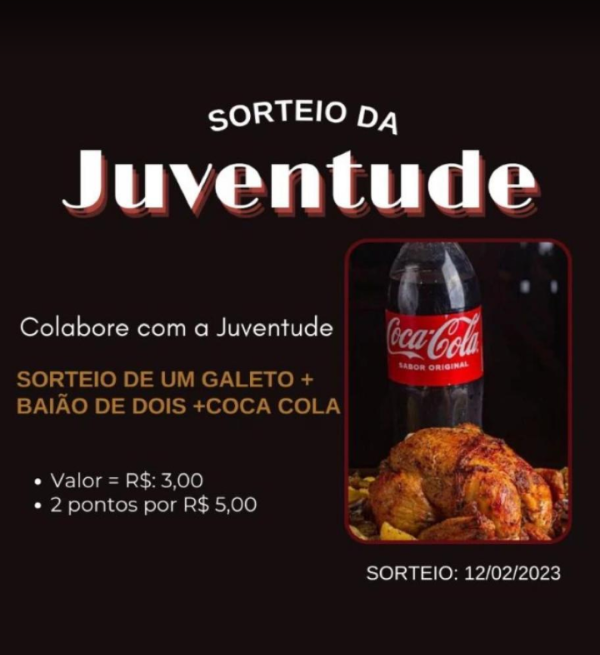 SORTEIO DA
Juventude
Coca-Cola
SABOR ORIGINAL
Colabore com a Juventude
SORTEIO DE UM GALETO +
BAIÃO DE DOIS +COCA COLA
• Valor = R$: 3,00
• 2 pontos por R$ 5,00
SORTEIO: 12/02/2023